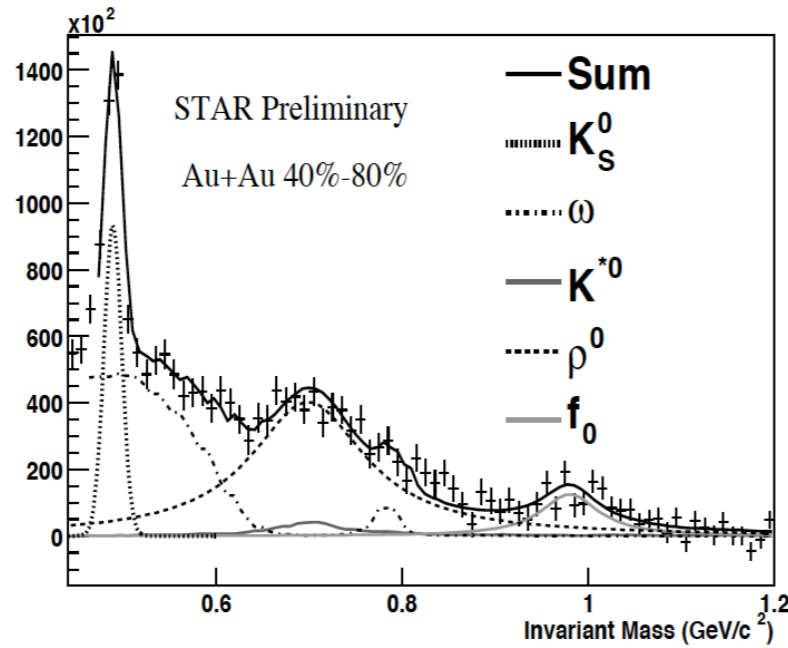 x10²
1400
1200
1000
800
600
400
200
0
STAR Preliminary
Au+Au 40%-80%
Sum
K⁰_S
ω
K*⁰
ρ⁰
f₀
0.6 0.8 1 1.2
Invariant Mass (GeV/c²)